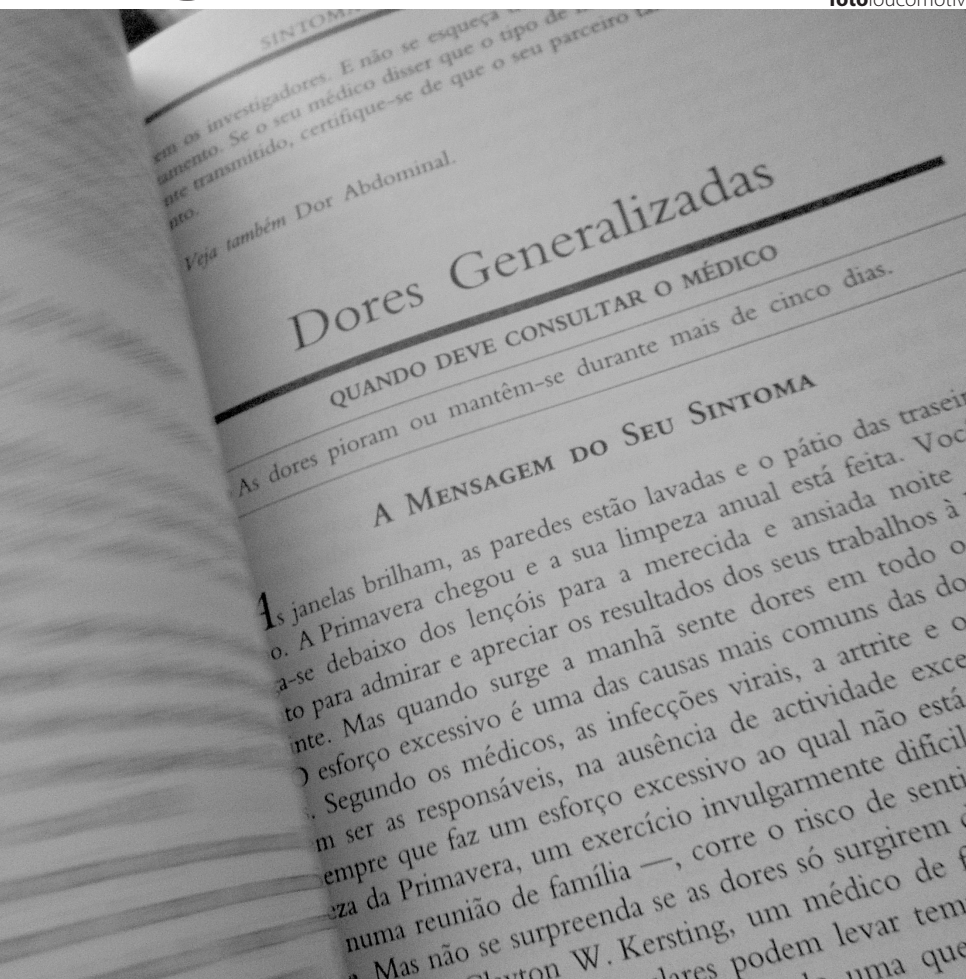 fotoloucomotiv
SINTOMA
em os investigadores. E não se esqueça
amento. Se o seu médico disser que o tipo de
nte transmitido, certifique-se de que o seu parceiro
nto.
Veja também Dor Abdominal.
Dores Generalizadas
QUANDO DEVE CONSULTAR O MÉDICO
As dores pioram ou mantêm-se durante mais de cinco dias.
A MENSAGEM DO SEU SINTOMA
As janelas brilham, as paredes estão lavadas e o pátio das traseir
o. A Primavera chegou e a sua limpeza anual está feita. Você
a-se debaixo dos lençóis para a merecida e ansiada noite
to para admirar e apreciar os resultados dos seus trabalhos à
inte. Mas quando surge a manhã sente dores em todo o
O esforço excessivo é uma das causas mais comuns das do
. Segundo os médicos, as infecções virais, a artrite e o
m ser as responsáveis, na ausência de actividade exce
empre que faz um esforço excessivo ao qual não está
eza da Primavera, um exercício invulgarmente difícil
numa reunião de família —, corre o risco de senti
a. Mas não se surpreenda se as dores só surgirem
Clayton W. Kersting, um médico de f
lares podem levar tem
uma que